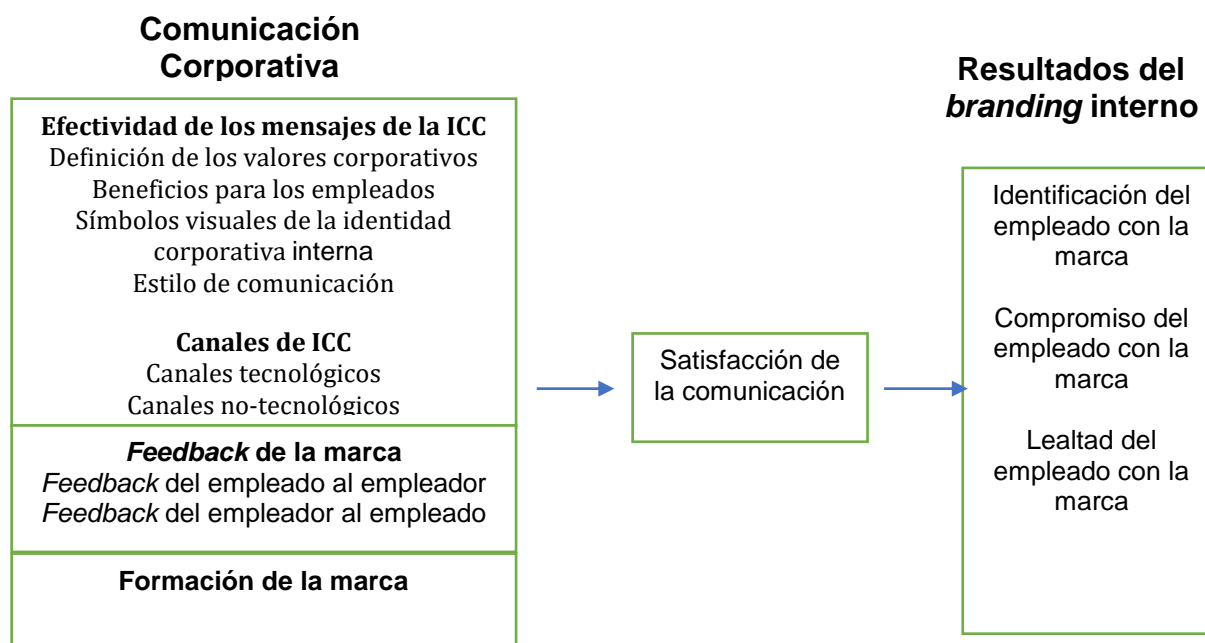 Comunicación
Corporativa
Efectividad de los mensajes de la ICC
Definición de los valores corporativos
Beneficios para los empleados
Símbolos visuales de la identidad
corporativa interna
Estilo de comunicación
Canales de ICC
Canales tecnológicos
Canales no-tecnológicos
Feedback de la marca
Feedback del empleado al empleador
Feedback del empleador al empleado
Formación de la marca
Satisfacción de
la comunicación
Resultados del
branding interno
Identificación del
empleado con la
marca
Compromiso del
empleado con la
marca
Lealtad del
empleado con la
marca